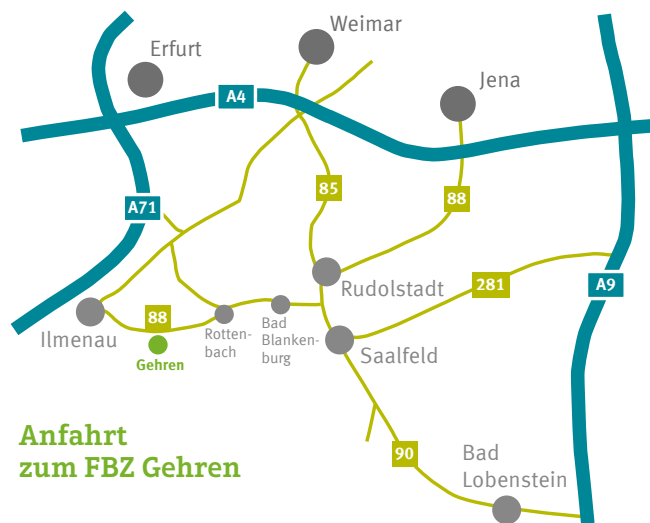 Weimar
Erfurt
Jena
A4
85
88
A71
Rudolstadt
281
A9
88
Ilmenau
Rotten-
bach
Bad
Blanken-
burg
Saalfeld
Gehren
Anfahrt
zum FBZ Gehren
90
Bad
Lobenstein